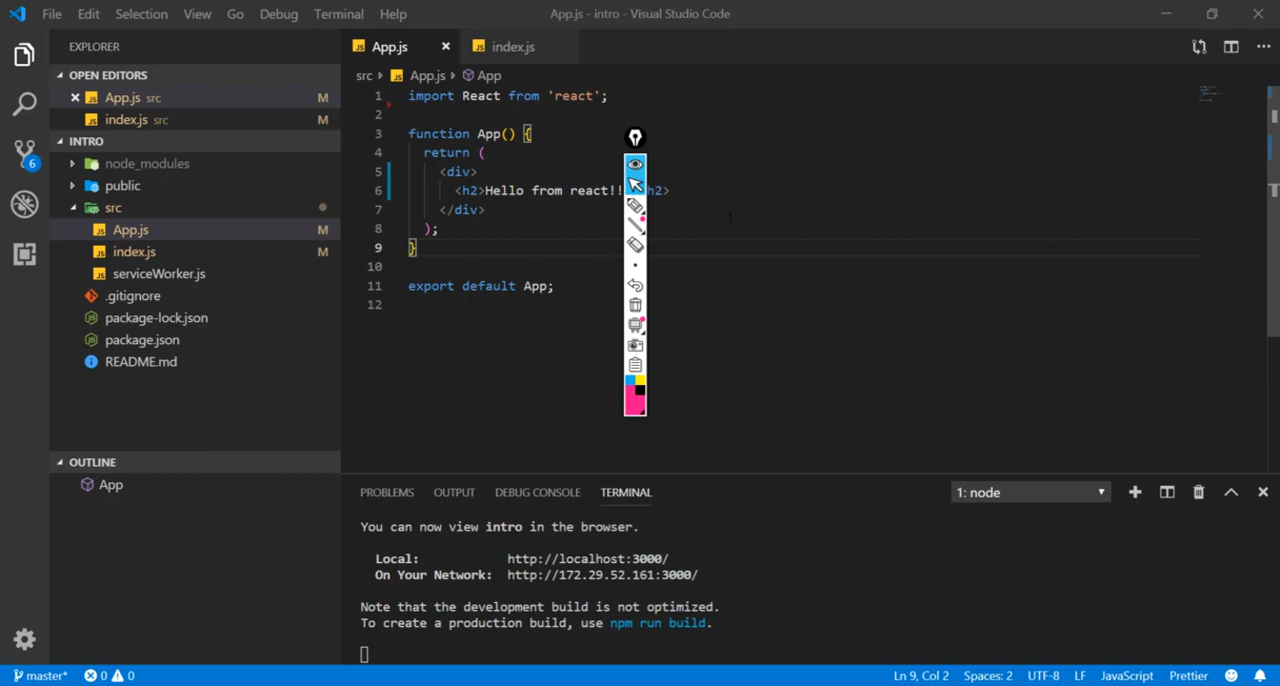 File Edit Selection View Go Debug Terminal Help App.js - intro - Visual Studio Code
EXPLORER
OPEN EDITORS
App.js src M
index.js src M
INTRO
node_modules
public
src
App.js M
index.js M
serviceWorker.js
.gitignore
package-lock.json
package.json
README.md
OUTLINE
App
6
App.js index.js
src App.js App
1 import React from 'react';
2
3 function App() {
4 return (
5 <div>
6 <h2>Hello from react!! h2>
7 </div>
8 );
9 }
10
11 export default App;
12
PROBLEMS OUTPUT DEBUG CONSOLE TERMINAL 1: node
You can now view intro in the browser.
Local: http://localhost:3000/
On Your Network: http://172.29.52.161:3000/
Note that the development build is not optimized.
To create a production build, use npm run build.
master* 0 0 Ln 9, Col 2 Spaces: 2 UTF-8 LF JavaScript Prettier